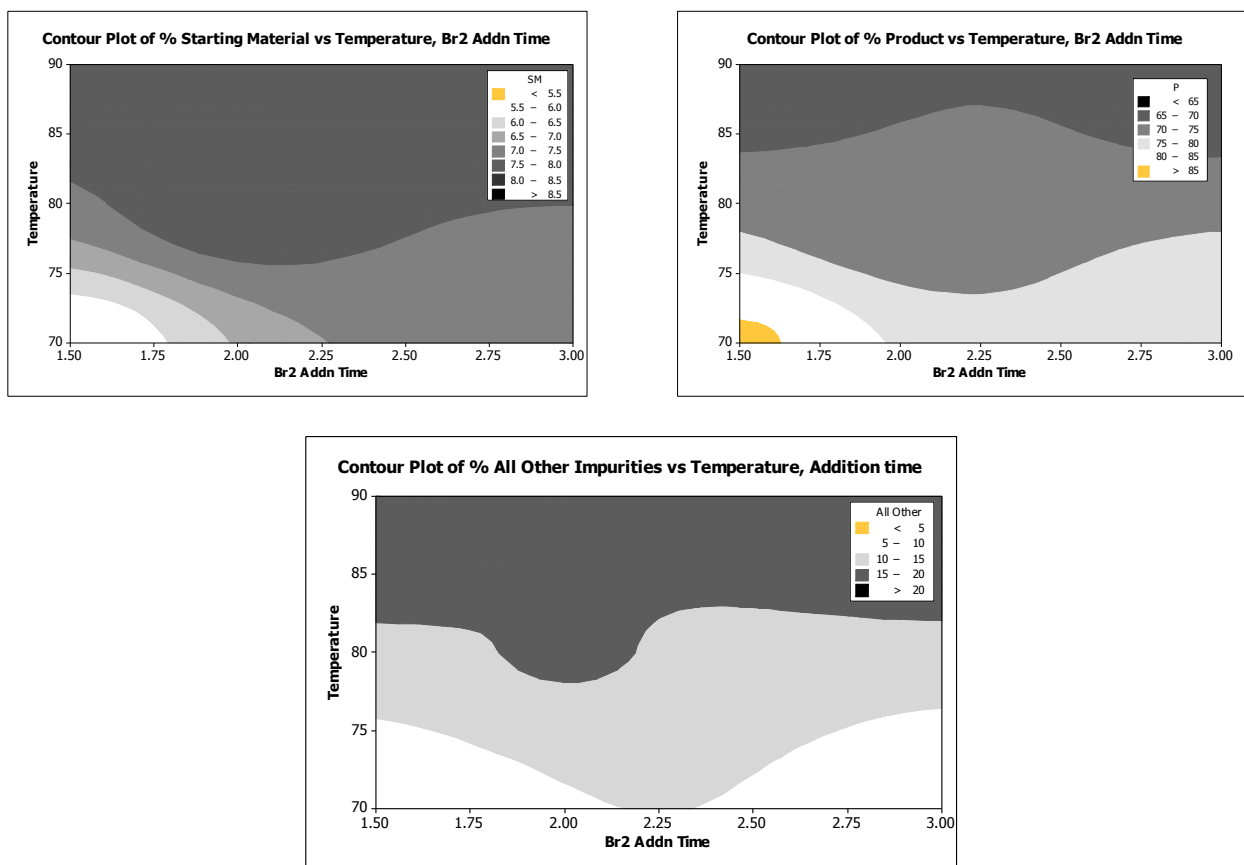 Contour Plot of % Starting Material vs Temperature, Br2 Addn Time
90
85
80
75
70
Temperature
1.50 1.75 2.00 2.25 2.50 2.75 3.00
Br2 Addn Time
SM
< 5.5
5.5 – 6.0
6.0 – 6.5
6.5 – 7.0
7.0 – 7.5
7.5 – 8.0
8.0 – 8.5
> 8.5
Contour Plot of % Product vs Temperature, Br2 Addn Time
90
85
80
75
70
Temperature
1.50 1.75 2.00 2.25 2.50 2.75 3.00
Br2 Addn Time
P
< 65
65 – 70
70 – 75
75 – 80
80 – 85
> 85
Contour Plot of % All Other Impurities vs Temperature, Addition time
90
85
80
75
70
Temperature
1.50 1.75 2.00 2.25 2.50 2.75 3.00
Br2 Addn Time
All Other
< 5
5 – 10
10 – 15
15 – 20
> 20